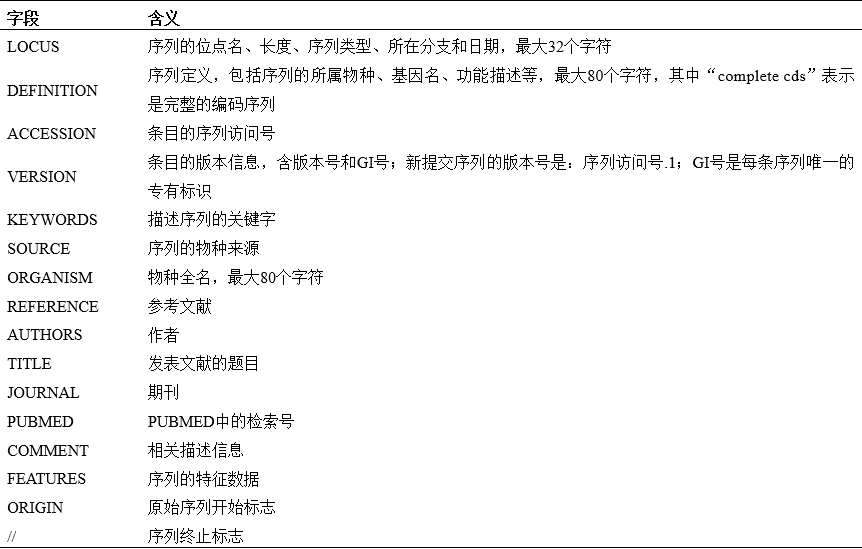 字段 含义
LOCUS 序列的位点名、长度、序列类型、所在分支和日期，最大32个字符
DEFINITION 序列定义，包括序列的所属物种、基因名、功能描述等，最大80个字符，其中“complete cds”表示
是完整的编码序列
ACCESSION 条目的序列访问号
VERSION 条目的版本信息，含版本号和GI号；新提交序列的版本号是：序列访问号.1；GI号是每条序列唯一的
专有标识
KEYWORDS 描述序列的关键字
SOURCE 序列的物种来源
ORGANISM 物种全名，最大80个字符
REFERENCE 参考文献
AUTHORS 作者
TITLE 发表文献的题目
JOURNAL 期刊
PUBMED PUBMED中的检索号
COMMENT 相关描述信息
FEATURES 序列的特征数据
ORIGIN 原始序列开始标志
// 序列终止标志